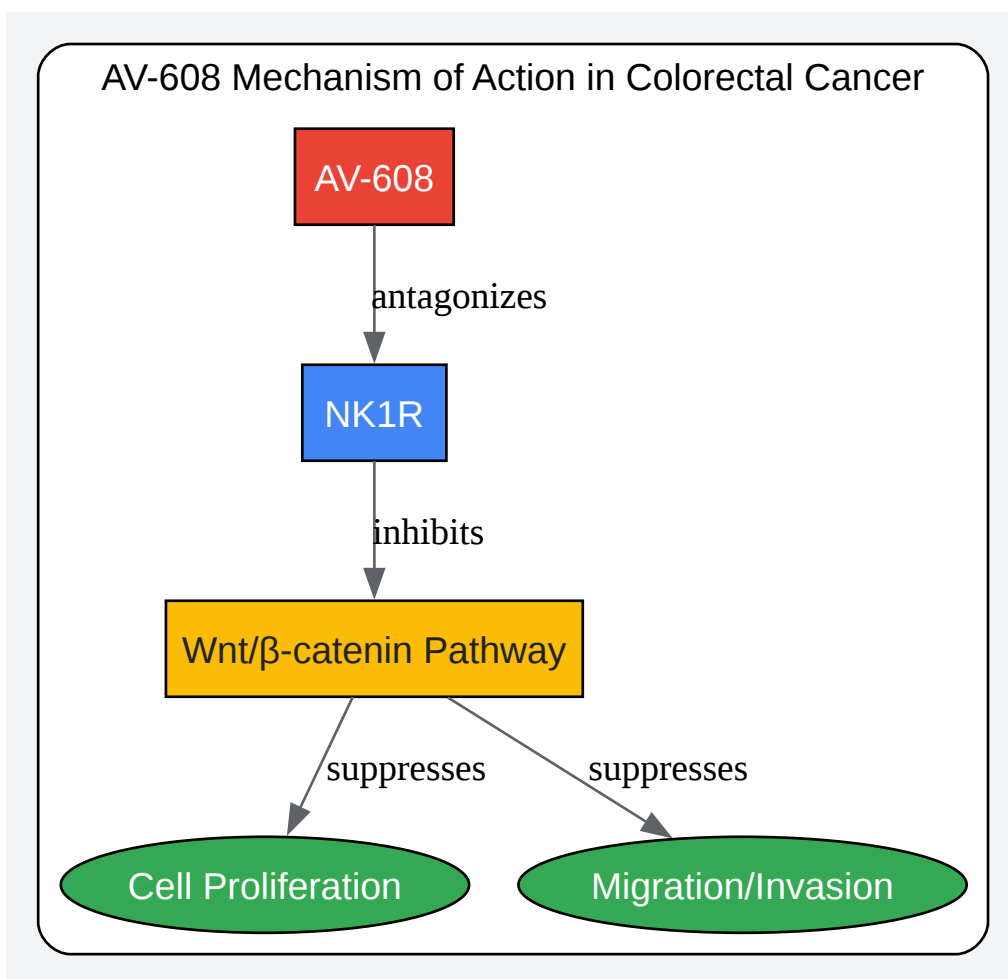 AV-608 Mechanism of Action in Colorectal Cancer
AV-608
antagonizes
NK1R
inhibits
Wnt/β-catenin Pathway
suppresses
suppresses
Cell Proliferation
Migration/Invasion